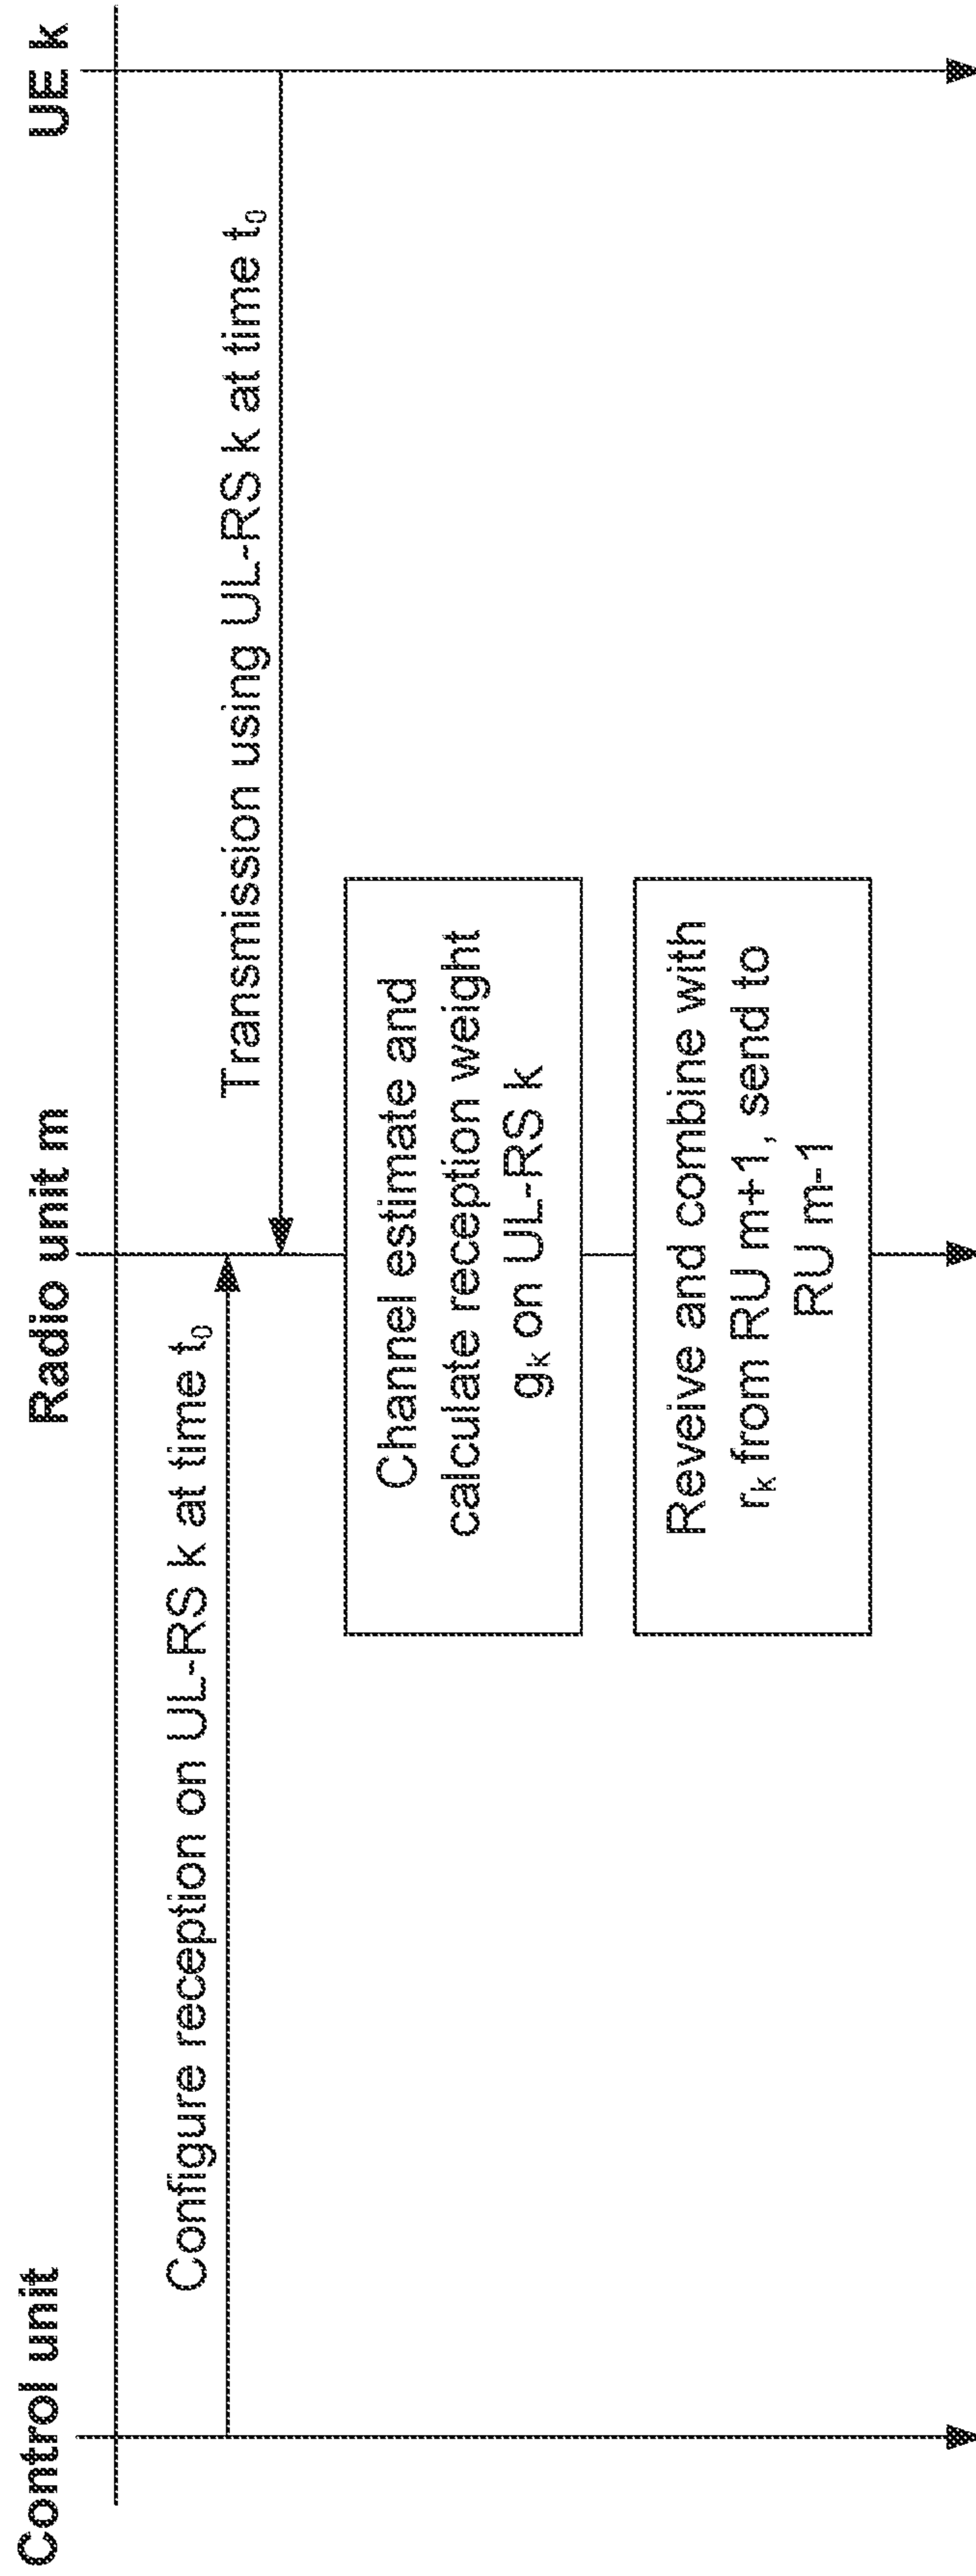 Control unit
Radio unit m
UE k
Configure reception on UL-RS k at time t₀
Transmission using UL-RS k at time t₀
Channel estimate and
calculate reception weight
gₖ on UL-RS k
Reveive and combine with
rₖ from RU m+1, send to
RU m-1